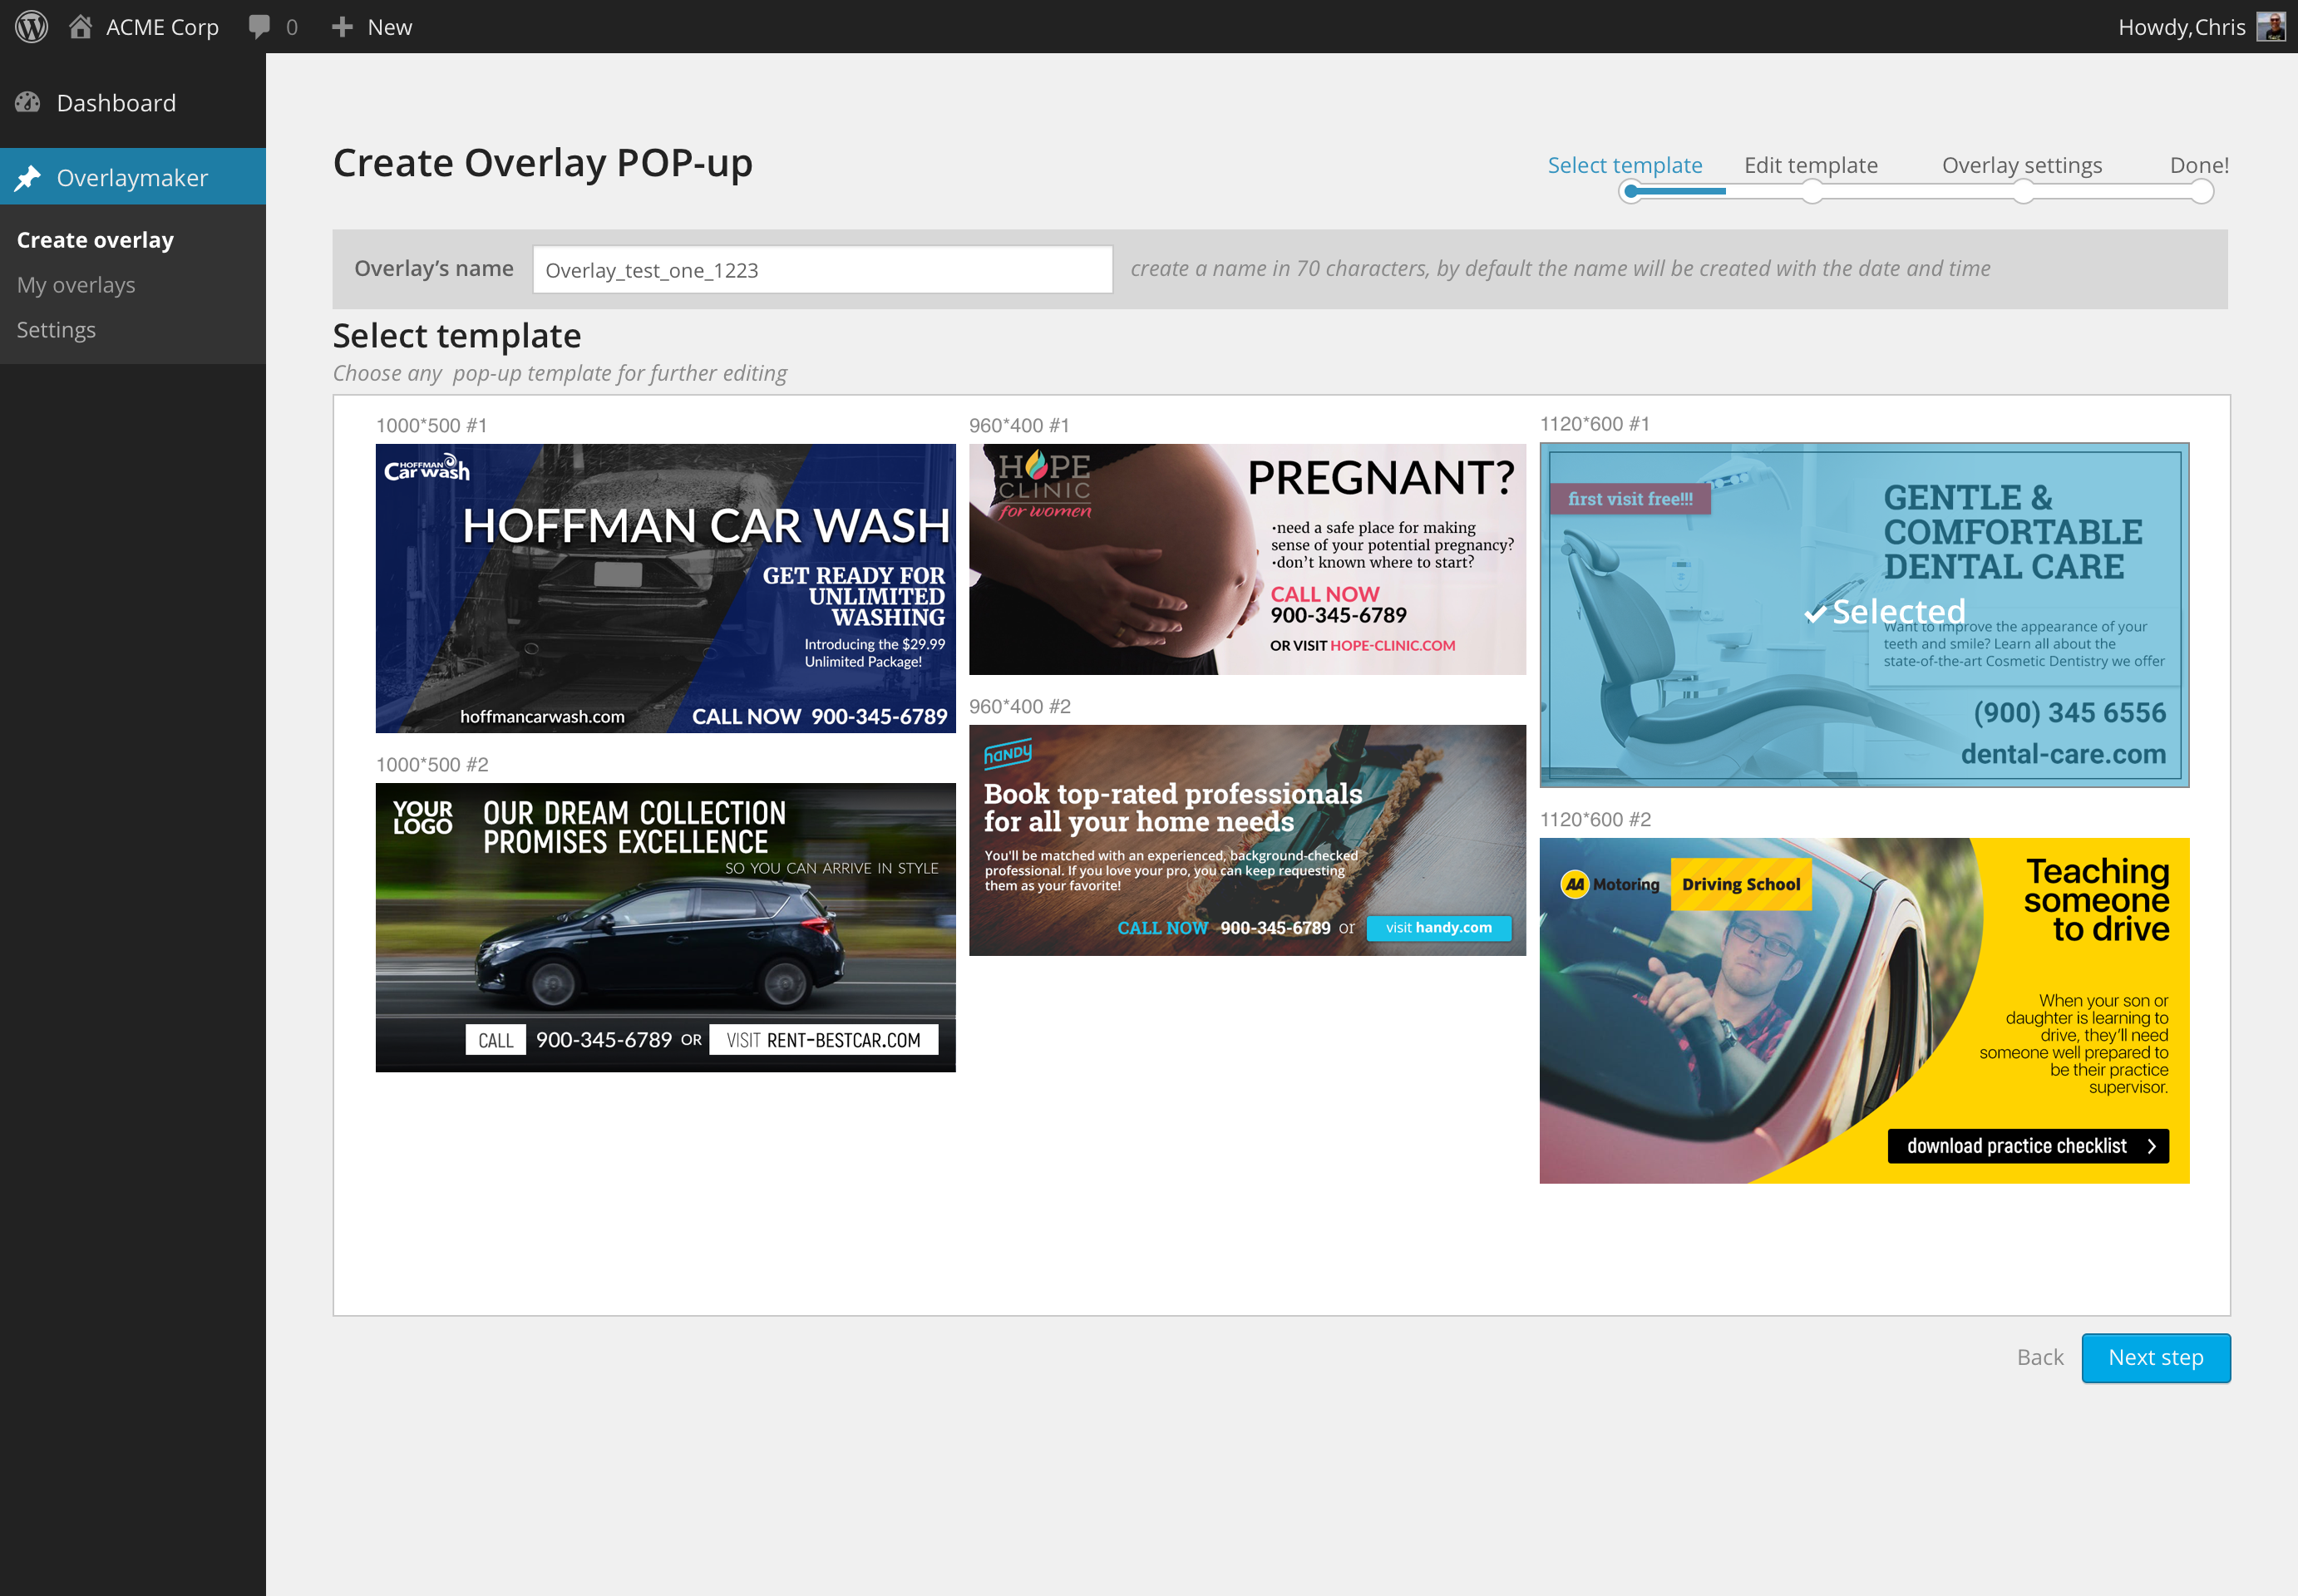 ACME Corp
0
New
Howdy,Chris
Dashboard
Overlaymaker
Create overlay
My overlays
Settings
Create Overlay POP-up
Select template
Edit template
Overlay settings
Done!
Overlay’s name
Overlay_test_one_1223
create a name in 70 characters, by default the name will be created with the date and time
Select template
Choose any pop-up template for further editing
1000*500 #1
HOFFMAN
Car wash
HOFFMAN CAR WASH
GET READY FOR
UNLIMITED
WASHING
Introducing the $29.99
Unlimited Package!
hoffmancarwash.com
CALL NOW 900-345-6789
1000*500 #2
YOUR
LOGO
OUR DREAM COLLECTION
PROMISES EXCELLENCE
SO YOU CAN ARRIVE IN STYLE
CALL 900-345-6789 OR VISIT RENT-BESTCAR.COM
960*400 #1
HOPE
CLINIC
for women
PREGNANT?
•need a safe place for making
sense of your potential pregnancy?
•don’t known where to start?
CALL NOW
900-345-6789
OR VISIT HOPE-CLINIC.COM
960*400 #2
HANDY
Book top-rated professionals
for all your home needs
You'll be matched with an experienced, background-checked
professional. If you love your pro, you can keep requesting
them as your favorite!
CALL NOW 900-345-6789 or visit handy.com
1120*600 #1
first visit free!!!
GENTLE &
COMFORTABLE
DENTAL CARE
Selected
Want to improve the appearance of your
teeth and smile? Learn all about the
state-of-the-art Cosmetic Dentistry we offer
(900) 345 6556
dental-care.com
1120*600 #2
AA Motoring
Driving School
Teaching
someone
to drive
When your son or
daughter is learning to
drive, they’ll need
someone well prepared to
be their practice
supervisor.
download practice checklist
Back
Next step